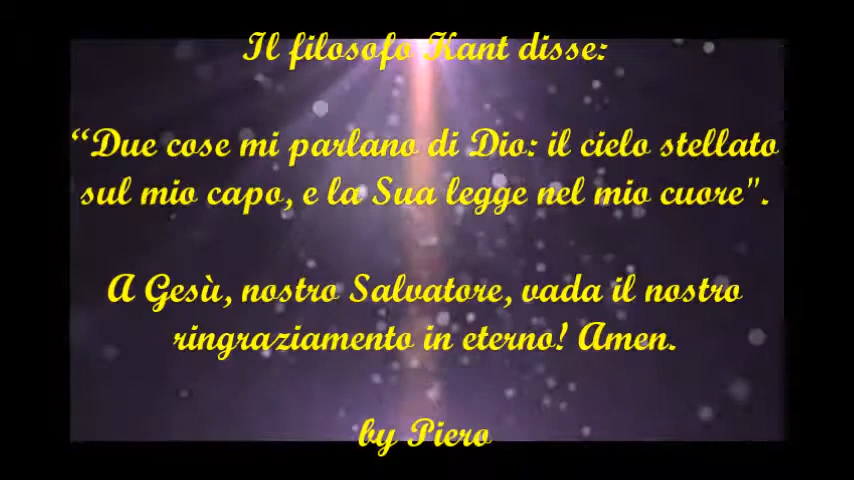 Il filosofo Kant disse:
“Due cose mi parlano di Dio: il cielo stellato
sul mio capo, e la Sua legge nel mio cuore".
A Gesù, nostro Salvatore, vada il nostro
ringraziamento in eterno! Amen.
by Piero